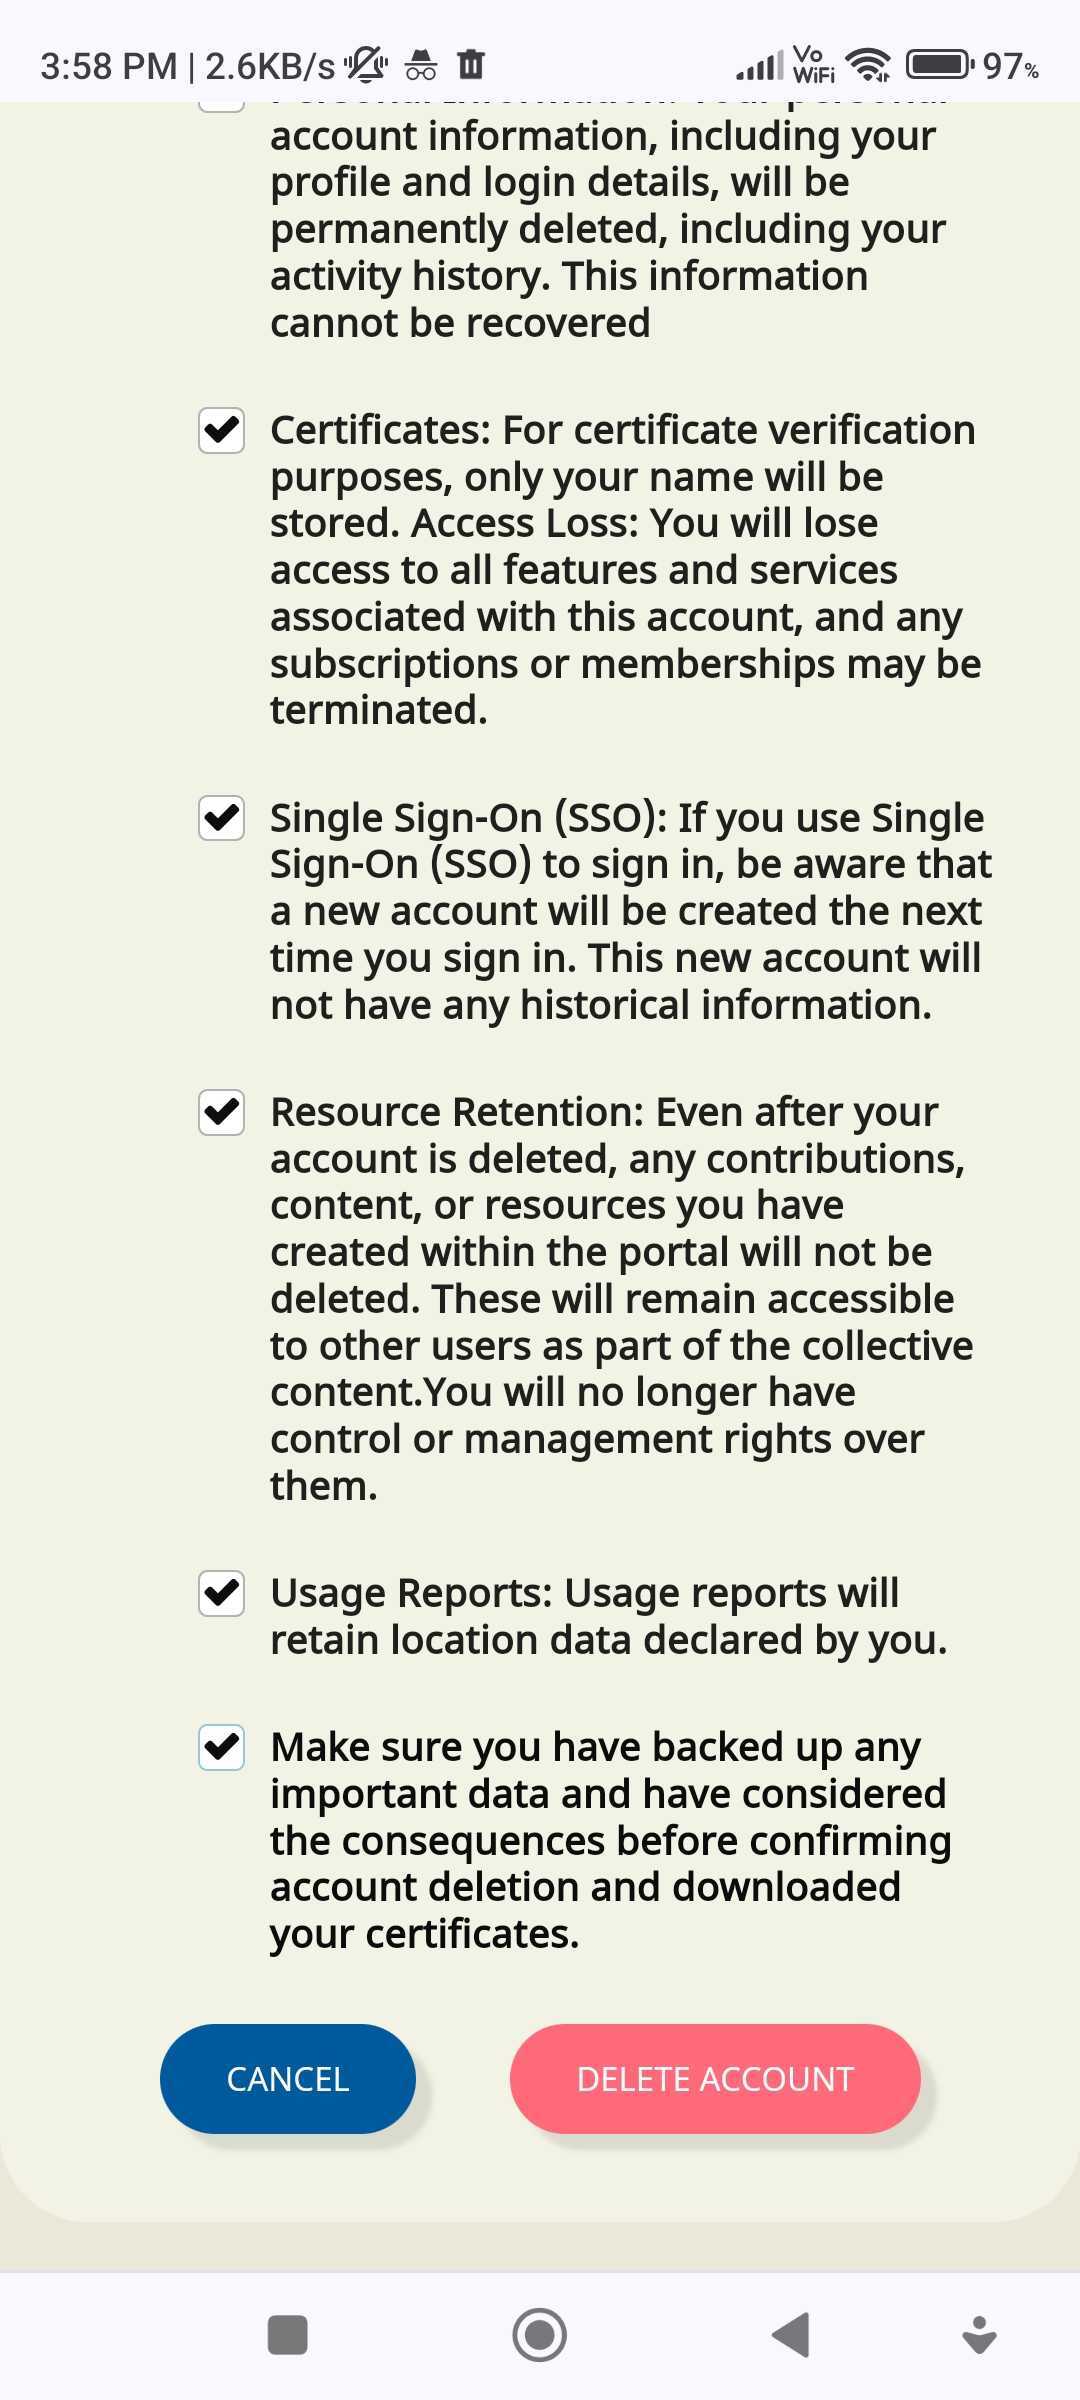 3:58 PM | 2.6KB/s
Vo
WiFi
97%
account information, including your
profile and login details, will be
permanently deleted, including your
activity history. This information
cannot be recovered
Certificates: For certificate verification
purposes, only your name will be
stored. Access Loss: You will lose
access to all features and services
associated with this account, and any
subscriptions or memberships may be
terminated.
Single Sign-On (SSO): If you use Single
Sign-On (SSO) to sign in, be aware that
a new account will be created the next
time you sign in. This new account will
not have any historical information.
Resource Retention: Even after your
account is deleted, any contributions,
content, or resources you have
created within the portal will not be
deleted. These will remain accessible
to other users as part of the collective
content.You will no longer have
control or management rights over
them.
Usage Reports: Usage reports will
retain location data declared by you.
Make sure you have backed up any
important data and have considered
the consequences before confirming
account deletion and downloaded
your certificates.
CANCEL
DELETE ACCOUNT